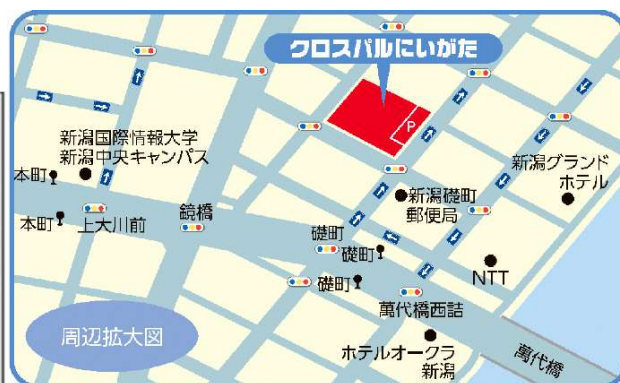 クロスパルにいがた
P
新潟国際情報大学
新潟中央キャンパス
本町
本町
上大川前
鏡橋
礎町
礎町
礎町
新潟礎町
郵便局
新潟グランド
ホテル
NTT
萬代橋西詰
ホテルオークラ
新潟
萬代橋
周辺拡大図